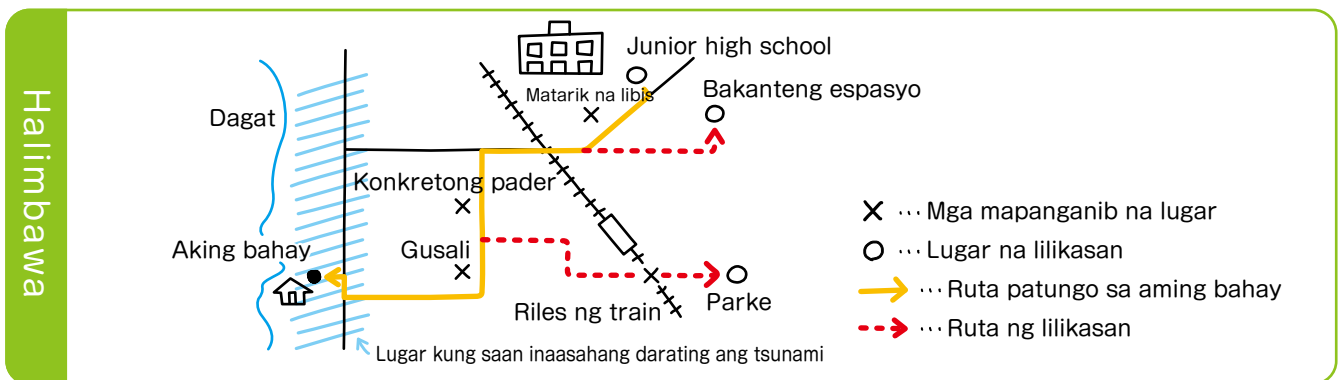 Halimbawa
Junior high school
Matarik na libis
Bakanteng espasyo
Dagat
Konkretong pader
Aking bahay
Gusali
Riles ng train
Parke
Lugar kung saan inaasahang darating ang tsunami
× …Mga mapanganib na lugar
○ …Lugar na lilikasan
…Ruta patungo sa aming bahay
…Ruta ng lilikasan